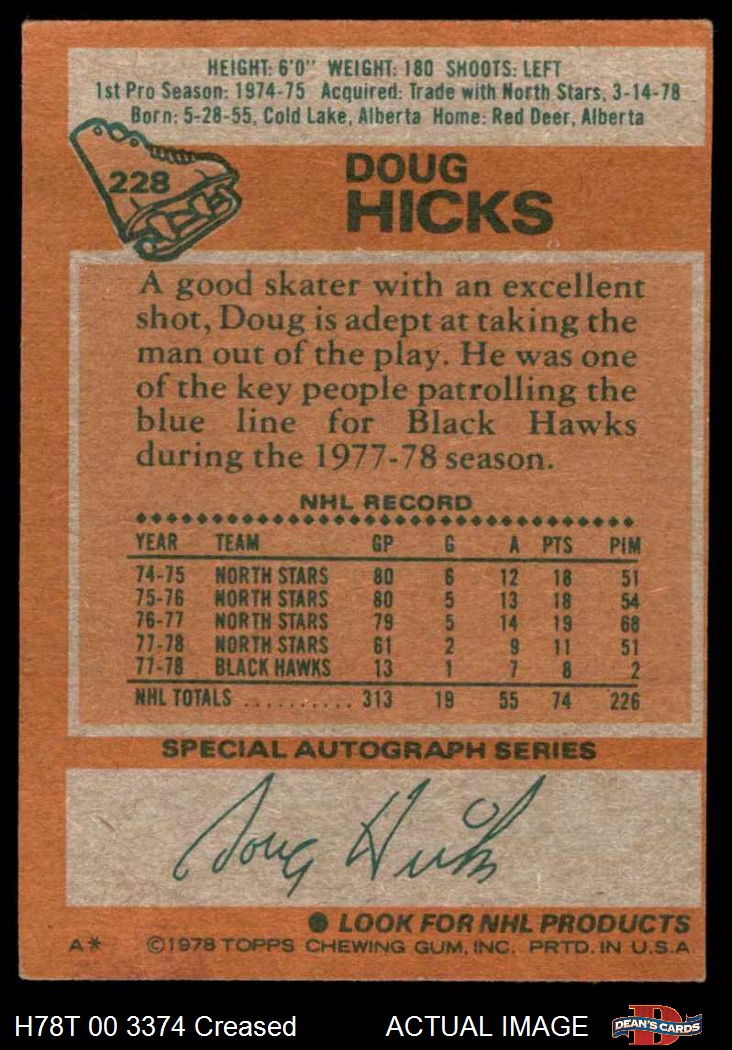 HEIGHT: 6'0" WEIGHT: 180 SHOOTS: LEFT
1st Pro Season: 1974-75 Acquired: Trade with North Stars, 3-14-78
Born: 5-28-55, Cold Lake, Alberta Home: Red Deer, Alberta
228
DOUG
HICKS
A good skater with an excellent
shot, Doug is adept at taking the
man out of the play. He was one
of the key people patrolling the
blue line for Black Hawks
during the 1977-78 season.
NHL RECORD
YEAR TEAM GP G A PTS PIM
74-75 NORTH STARS 80 6 12 18 51
75-76 NORTH STARS 80 5 13 18 54
76-77 NORTH STARS 79 5 14 19 68
77-78 NORTH STARS 61 2 9 11 51
77-78 BLACK HAWKS 13 1 7 8 2
NHL TOTALS .......... 313 19 55 74 226
SPECIAL AUTOGRAPH SERIES
Doug Hicks
● LOOK FOR NHL PRODUCTS
A* ©1978 TOPPS CHEWING GUM, INC. PRTD. IN U.S.A
H78T 00 3374 Creased ACTUAL IMAGE D DEAN'S CARDS